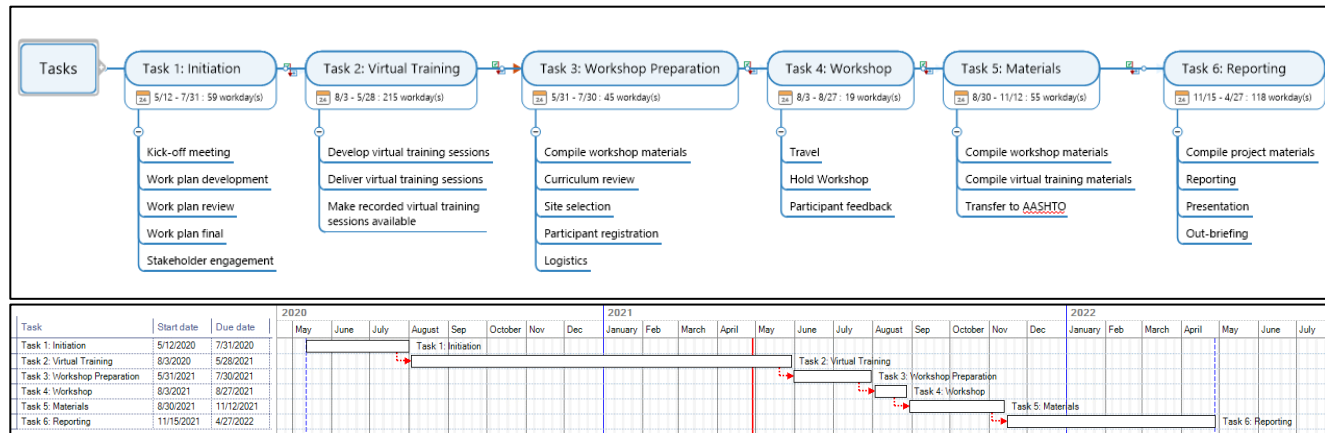 Tasks
Task 1: Initiation
24 5/12 - 7/31 : 59 workday(s)
Kick-off meeting
Work plan development
Work plan review
Work plan final
Stakeholder engagement
Task 2: Virtual Training
24 8/3 - 5/28 : 215 workday(s)
Develop virtual training sessions
Deliver virtual training sessions
Make recorded virtual training
sessions available
Task 3: Workshop Preparation
24 5/31 - 7/30 : 45 workday(s)
Compile workshop materials
Curriculum review
Site selection
Participant registration
Logistics
Task 4: Workshop
24 8/3 - 8/27 : 19 workday(s)
Travel
Hold Workshop
Participant feedback
Task 5: Materials
24 8/30 - 11/12 : 55 workday(s)
Compile workshop materials
Compile virtual training materials
Transfer to AASHTO
Task 6: Reporting
24 11/15 - 4/27 : 118 workday(s)
Compile project materials
Reporting
Presentation
Out-briefing
2020 2021 2022
Task Start date Due date May June July August Sep October Nov Dec January Feb March April May June July August Sep October Nov Dec January Feb March April May June July
Task 1: Initiation 5/12/2020 7/31/2020 Task 1: Initiation
Task 2: Virtual Training 8/3/2020 5/28/2021 Task 2: Virtual Training
Task 3: Workshop Preparation 5/31/2021 7/30/2021 Task 3: Workshop Preparation
Task 4: Workshop 8/3/2021 8/27/2021 Task 4: Workshop
Task 5: Materials 8/30/2021 11/12/2021 Task 5: Materials
Task 6: Reporting 11/15/2021 4/27/2022 Task 6: Reporting